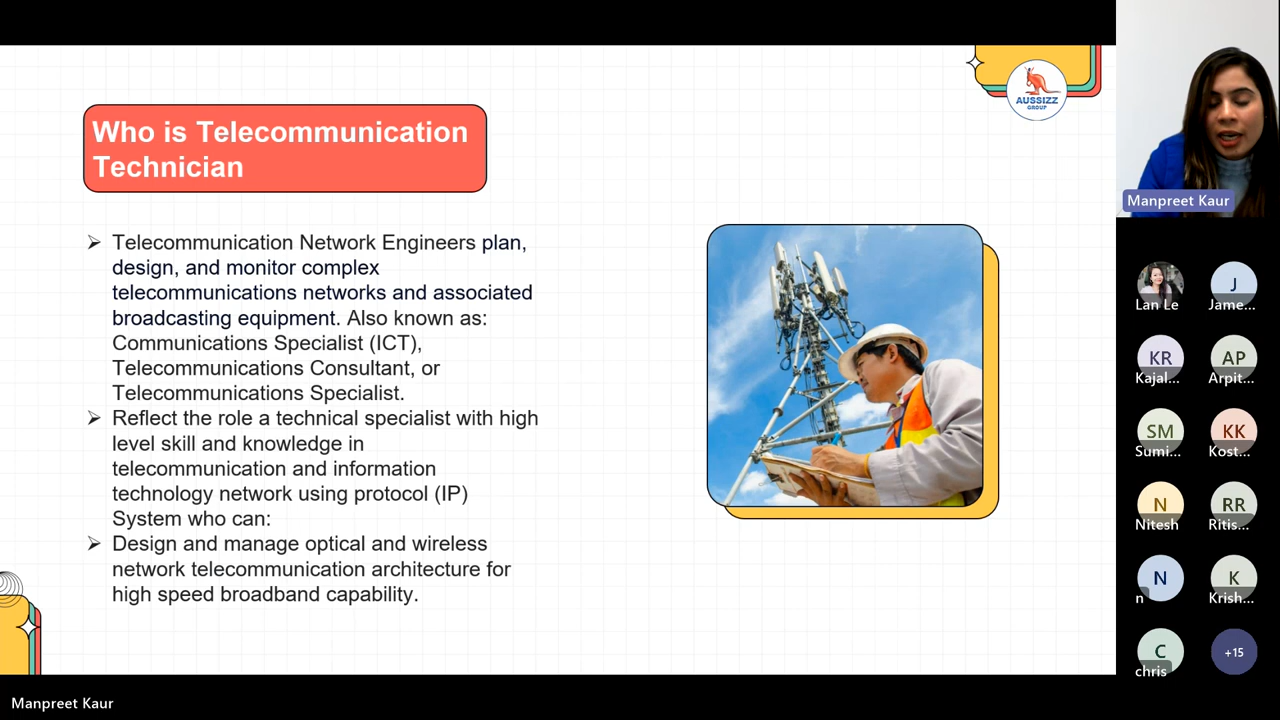 AUSSIZZ
GROUP
Who is Telecommunication
Technician
➢ Telecommunication Network Engineers plan,
design, and monitor complex
telecommunications networks and associated
broadcasting equipment. Also known as:
Communications Specialist (ICT),
Telecommunications Consultant, or
Telecommunications Specialist.
➢ Reflect the role a technical specialist with high
level skill and knowledge in
telecommunication and information
technology network using protocol (IP)
System who can:
➢ Design and manage optical and wireless
network telecommunication architecture for
high speed broadband capability.
Manpreet Kaur
Lan Le
J
Jame...
KR
Kajal...
AP
Arpit...
SM
Sumi...
KK
Kost...
N
Nitesh
RR
Ritis...
N
n
K
Krish...
C
chris
+15
Manpreet Kaur